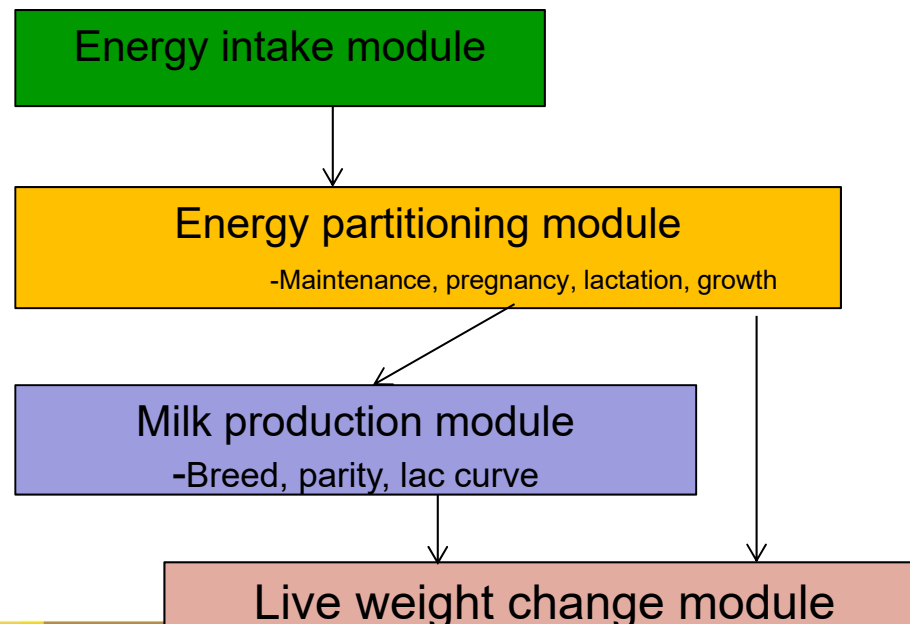 Energy intake module
Energy partitioning module
-Maintenance, pregnancy, lactation, growth
Milk production module
-Breed, parity, lac curve
Live weight change module